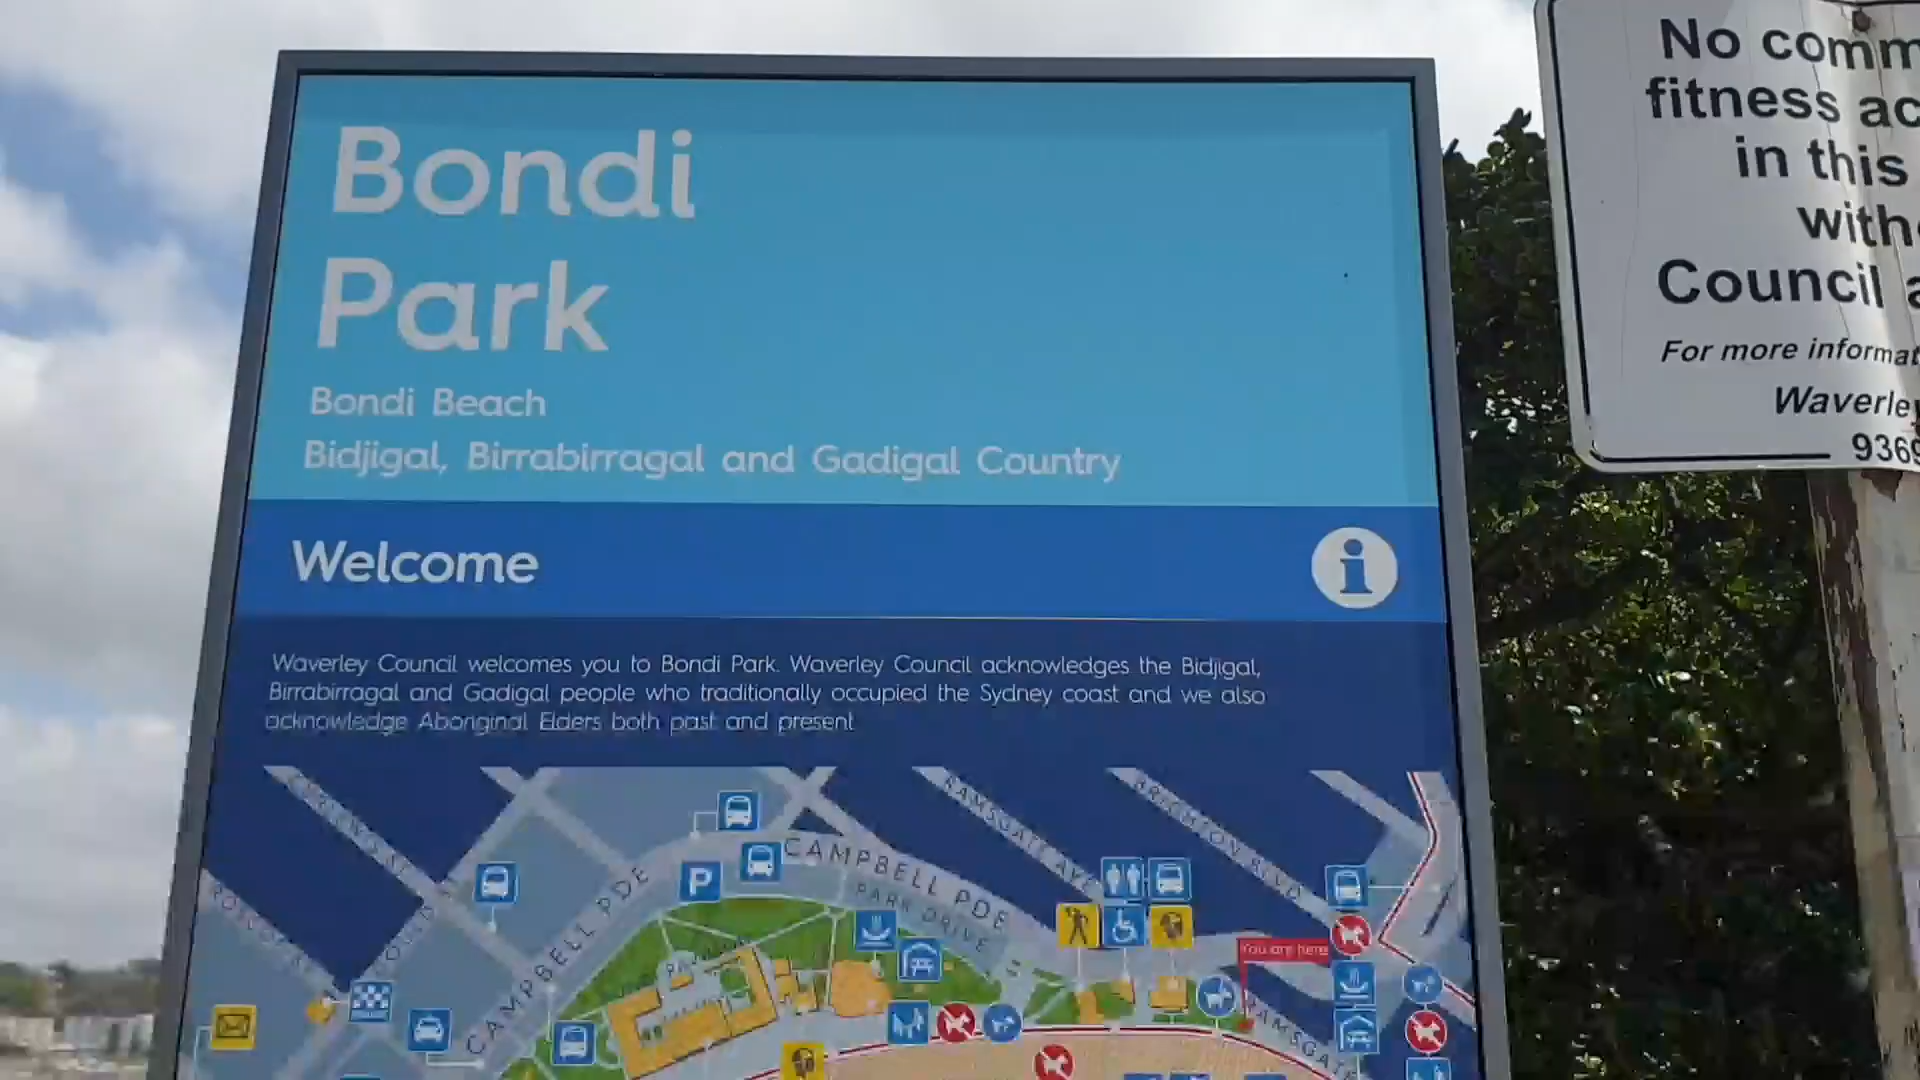 Bondi
Park
Bondi Beach
Bidjigal, Birrabirragal and Gadigal Country
Welcome
i
Waverley Council welcomes you to Bondi Park. Waverley Council acknowledges the Bidjigal,
Birrabirragal and Gadigal people who traditionally occupied the Sydney coast and we also
acknowledge Aboriginal Elders both past and present
CAMPBELL PDE
RAMSGATE AVE
BRIGHTON BLVD
CAMPBELL PDE
PARK DRIVE
P
You are here
No comm
fitness ac
in this
with
Council a
For more informat
Waverley
9369